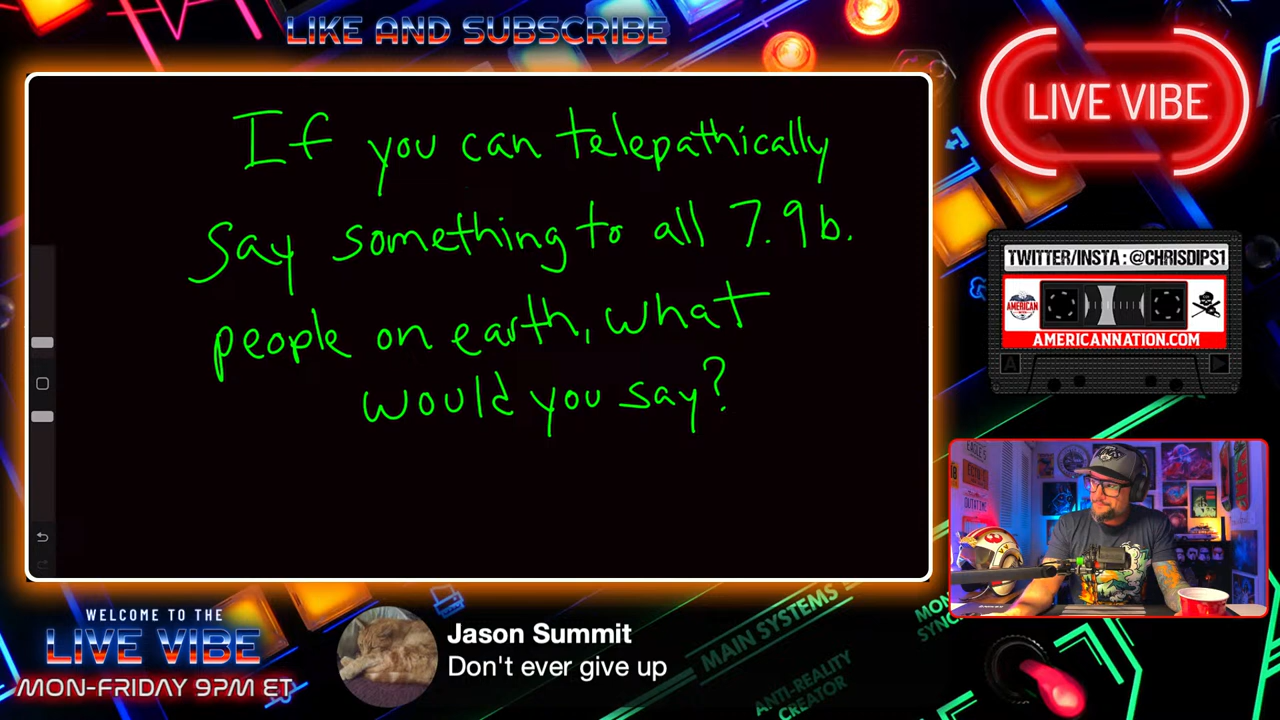 LIKE AND SUBSCRIBE
If you can telepathically
say something to all 7.9 b.
people on earth, what
would you say?
LIVE VIBE
TWITTER/INSTA : @CHRISDIPS1
AMERICAN
AMERICANNATION.COM
A
WELCOME TO THE
LIVE VIBE
MON-FRIDAY 9PM ET
Jason Summit
Don't ever give up
MAIN SYSTEMS
ANTI-REALITY
CREATOR
OUTATIME